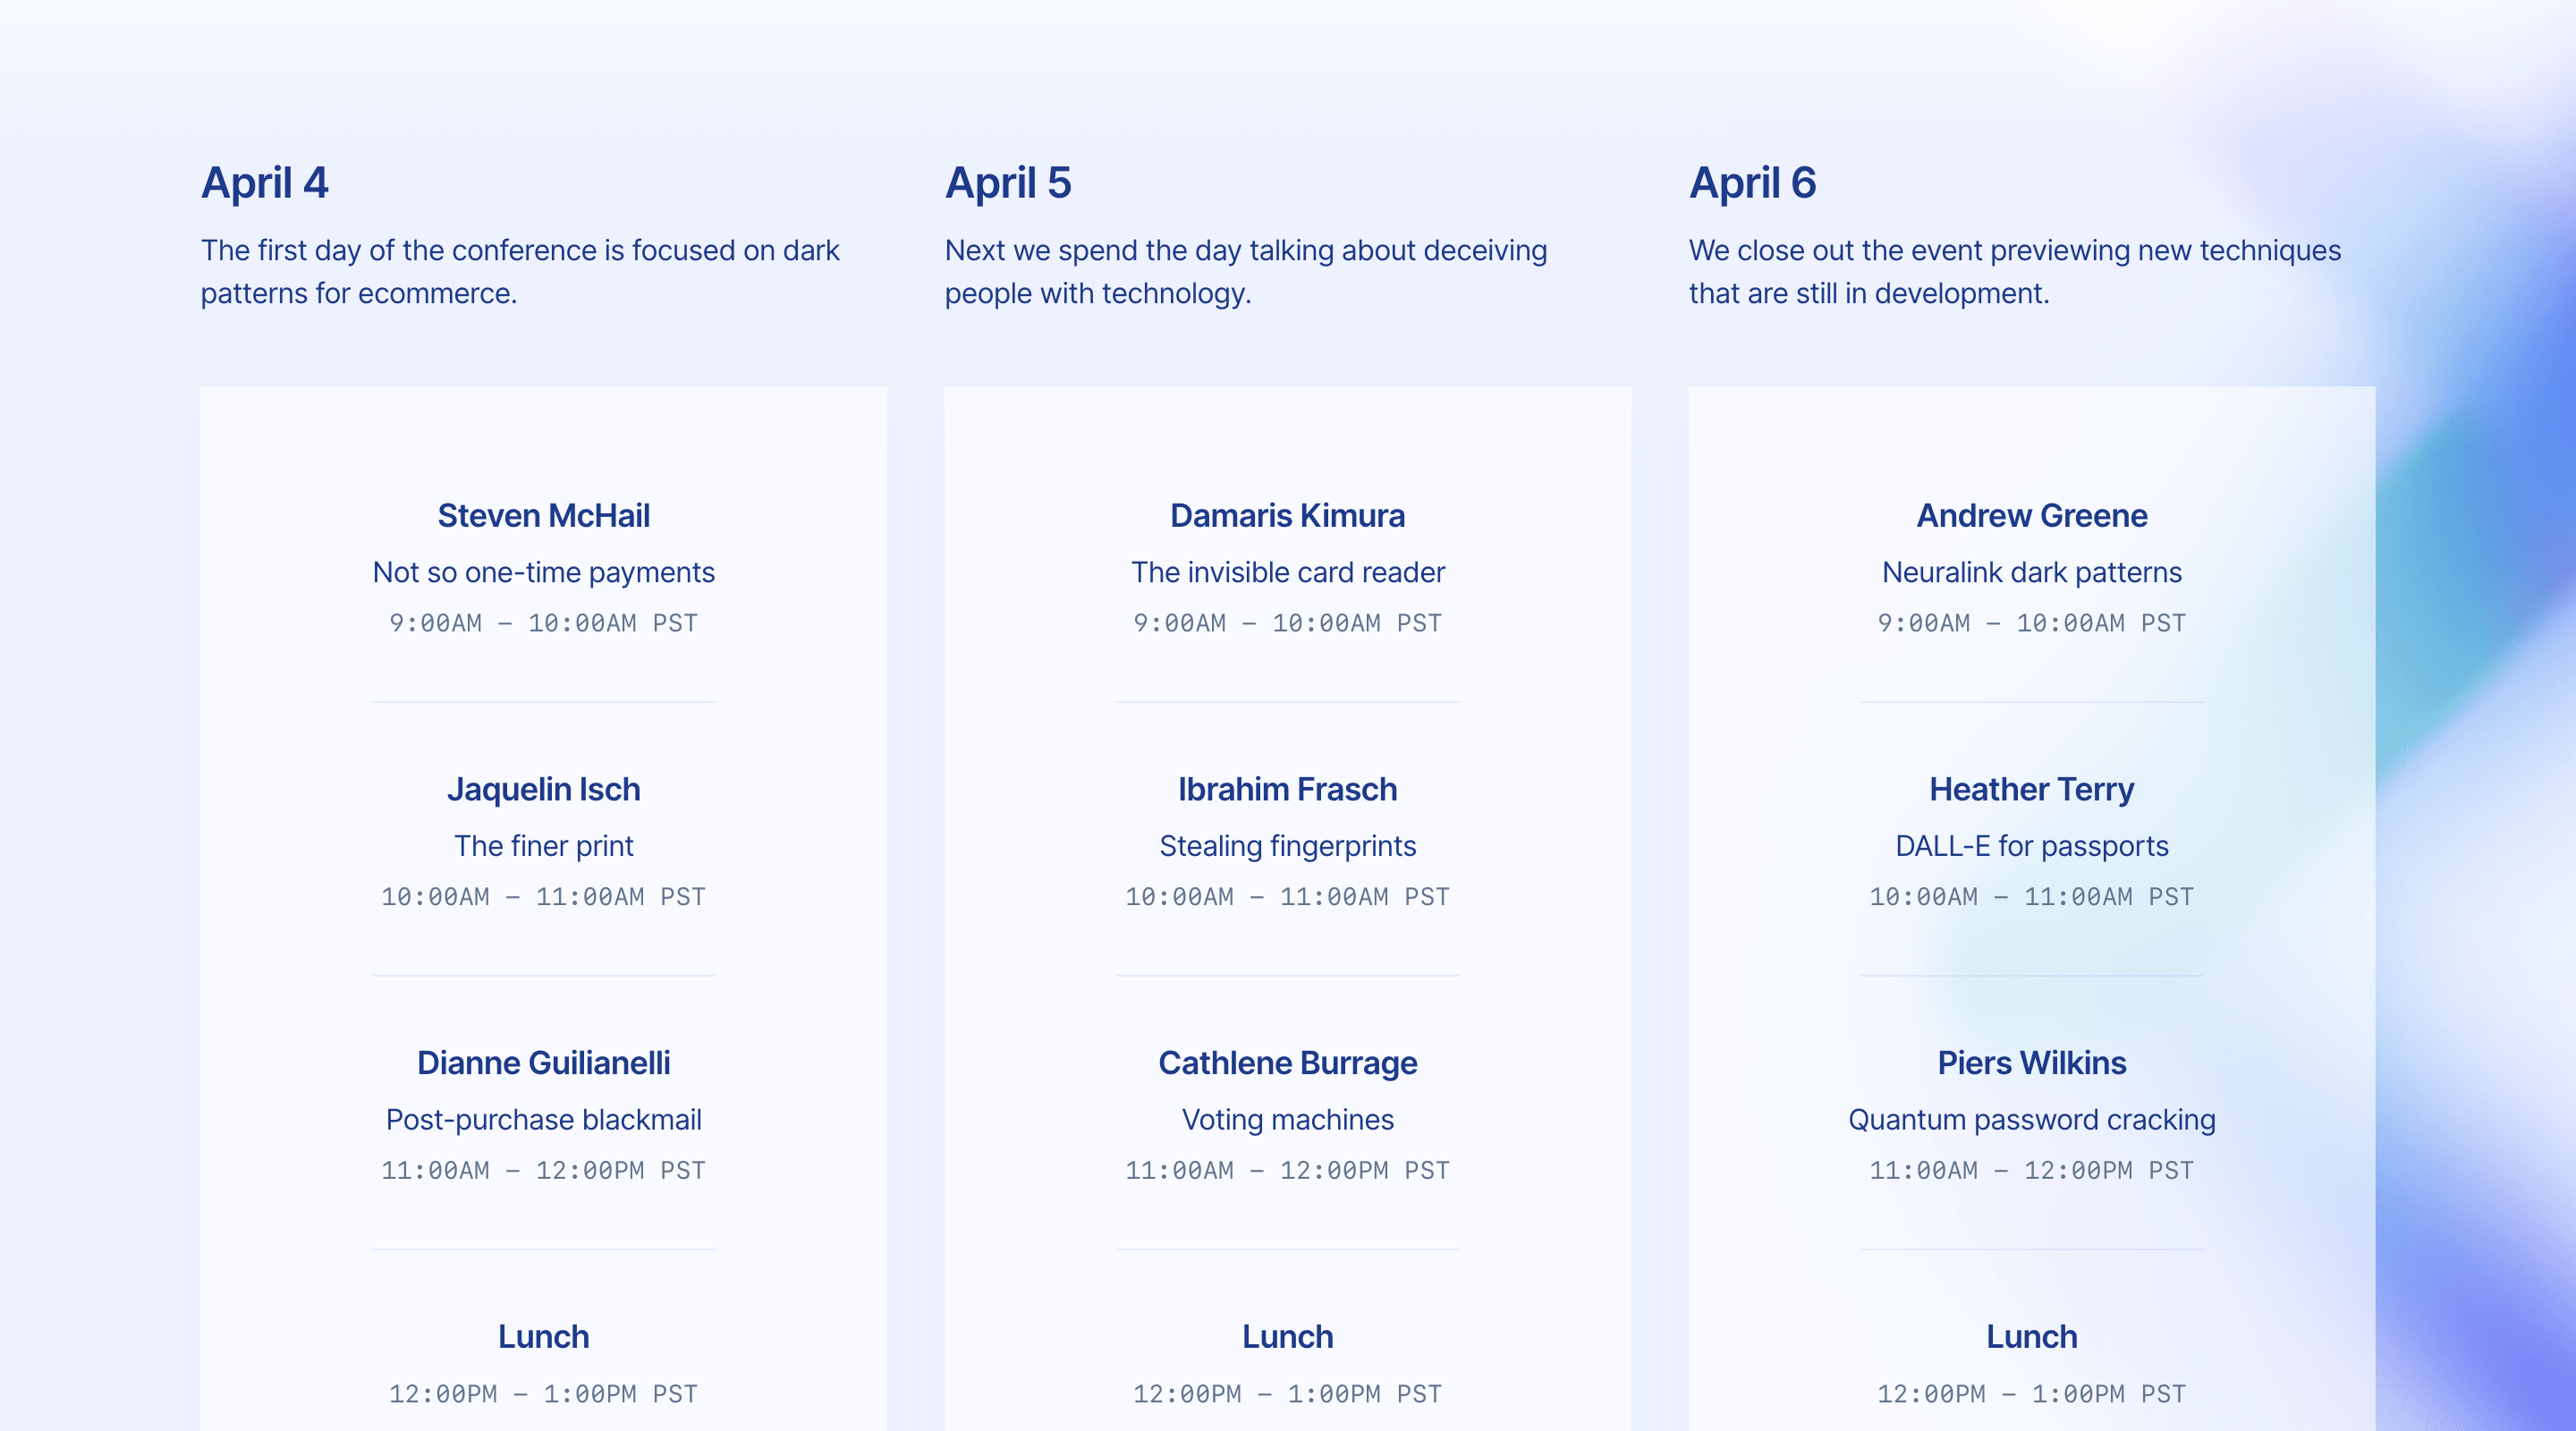 April 4
The first day of the conference is focused on dark
patterns for ecommerce.
Steven McHail
Not so one-time payments
9:00AM – 10:00AM PST
Jaquelin Isch
The finer print
10:00AM – 11:00AM PST
Dianne Guilianelli
Post-purchase blackmail
11:00AM – 12:00PM PST
Lunch
12:00PM – 1:00PM PST
April 5
Next we spend the day talking about deceiving
people with technology.
Damaris Kimura
The invisible card reader
9:00AM – 10:00AM PST
Ibrahim Frasch
Stealing fingerprints
10:00AM – 11:00AM PST
Cathlene Burrage
Voting machines
11:00AM – 12:00PM PST
Lunch
12:00PM – 1:00PM PST
April 6
We close out the event previewing new techniques
that are still in development.
Andrew Greene
Neuralink dark patterns
9:00AM – 10:00AM PST
Heather Terry
DALL-E for passports
10:00AM – 11:00AM PST
Piers Wilkins
Quantum password cracking
11:00AM – 12:00PM PST
Lunch
12:00PM – 1:00PM PST